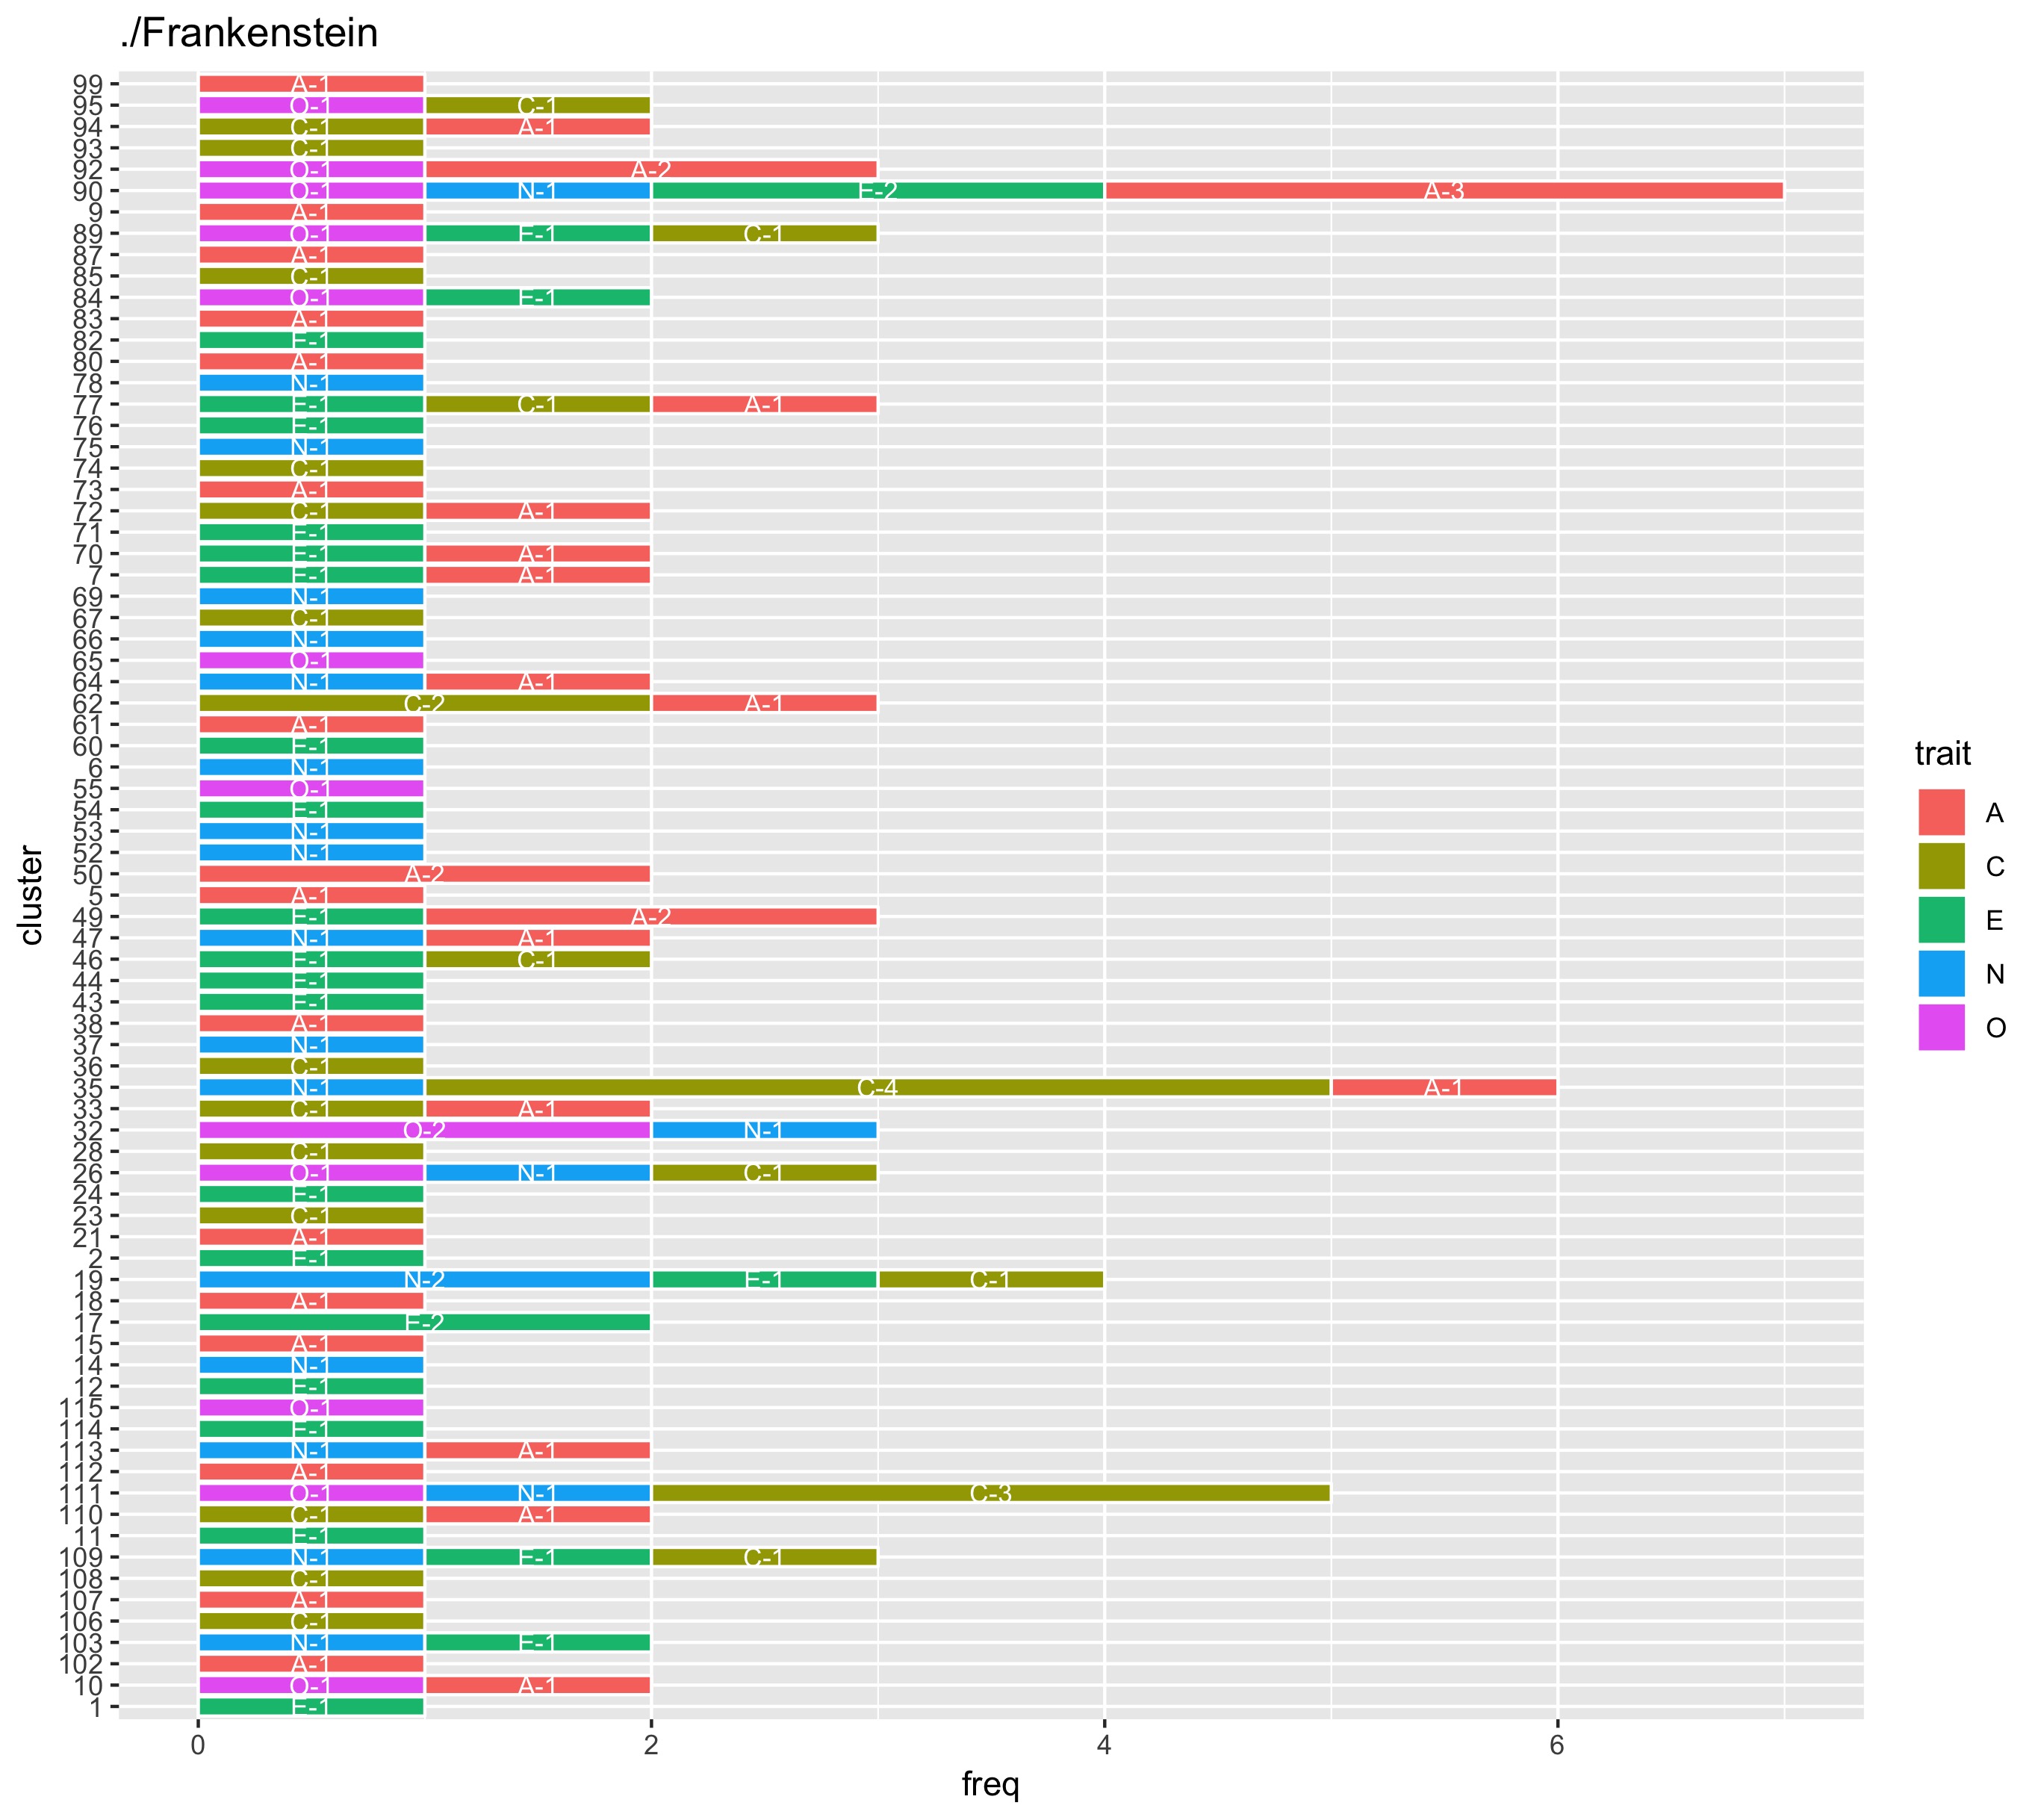 ./Frankenstein
99 A-1
95 O-1 C-1
94 C-1 A-1
93 C-1
92 O-1 A-2
90 O-1 N-1 E-2 A-3
9 A-1
89 O-1 E-1 C-1
87 A-1
85 C-1
84 O-1 E-1
83 A-1
82 E-1
80 A-1
78 N-1
77 E-1 C-1 A-1
76 E-1
75 N-1
74 C-1
73 A-1
72 C-1 A-1
71 E-1
70 E-1 A-1
7 E-1 A-1
69 N-1
67 C-1
66 N-1
65 O-1
64 N-1 A-1
62 C-2 A-1
61 A-1
60 E-1
6 N-1
55 O-1
54 E-1
53 N-1
52 N-1
50 A-2
5 A-1
49 E-1 A-2
47 N-1 A-1
46 E-1 C-1
44 E-1
43 E-1
38 A-1
37 N-1
36 C-1
35 N-1 C-4 A-1
33 C-1 A-1
32 O-2 N-1
28 C-1
26 O-1 N-1 C-1
24 E-1
23 C-1
21 A-1
2 E-1
19 N-2 E-1 C-1
18 A-1
17 E-2
15 A-1
14 N-1
12 E-1
115 O-1
114 E-1
113 N-1 A-1
112 A-1
111 O-1 N-1 C-3
110 C-1 A-1
11 E-1
109 N-1 E-1 C-1
108 C-1
107 A-1
106 C-1
103 N-1 E-1
102 A-1
10 O-1 A-1
1 E-1
0 2 4 6
freq
cluster
trait
A
C
E
N
O